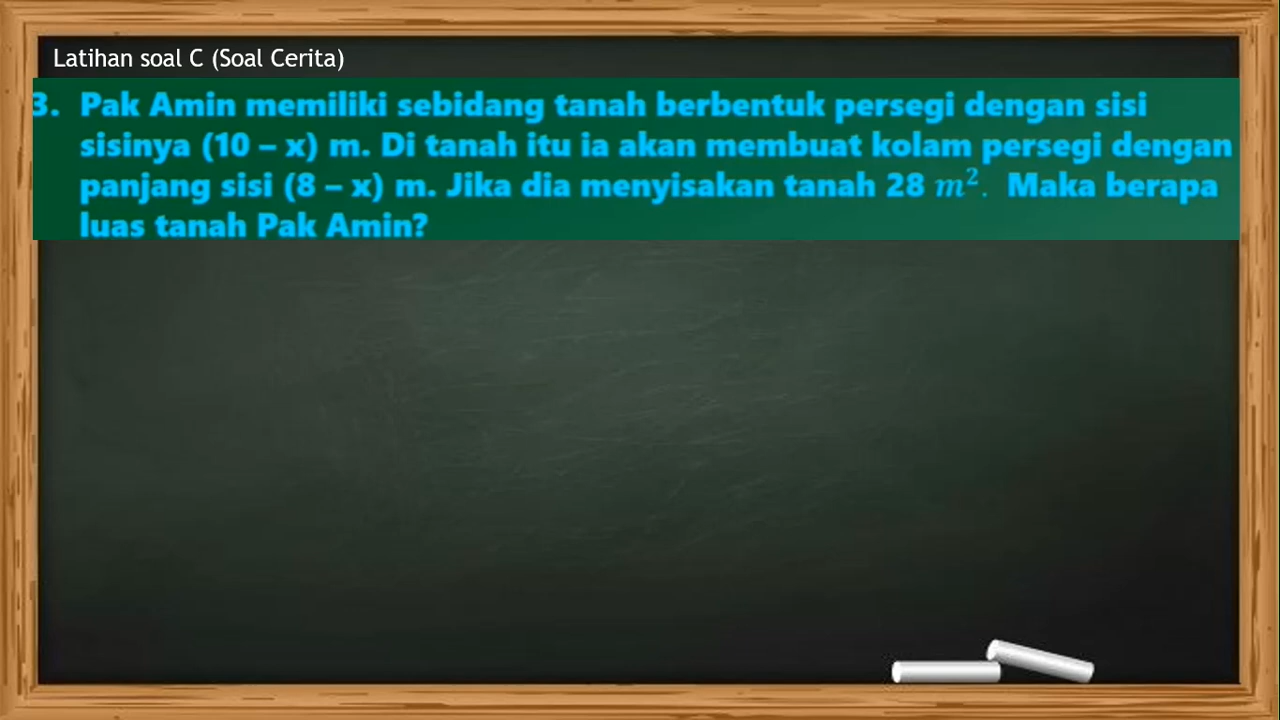 Latihan soal C (Soal Cerita)
3. Pak Amin memiliki sebidang tanah berbentuk persegi dengan sisi
sisinya (10 – x) m. Di tanah itu ia akan membuat kolam persegi dengan
panjang sisi (8 – x) m. Jika dia menyisakan tanah 28 m². Maka berapa
luas tanah Pak Amin?